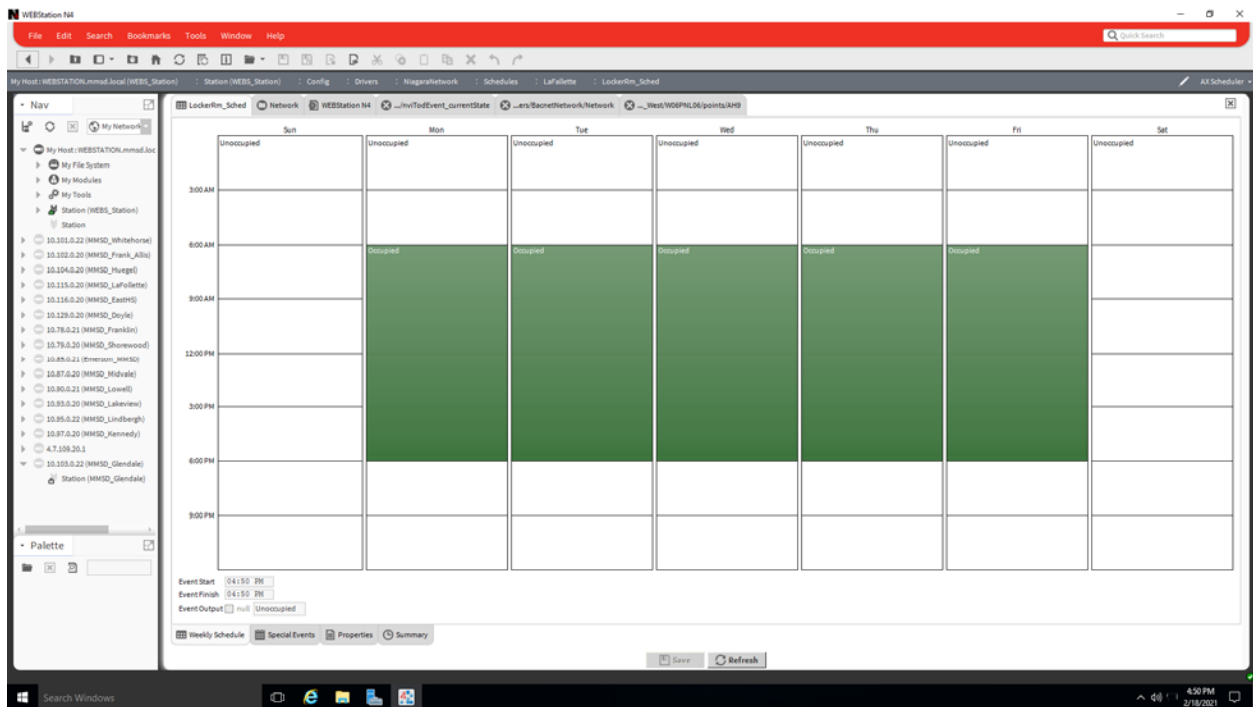 WEBStation N4
File Edit Search Bookmarks Tools Window Help
Quick Search
My Host : WEBSTATION.mmsd.local (WEBS_Station) : Station (WEBS_Station) : Config : Drivers : NiagaraNetwork : Schedules : LaFollette : LockerRm_Sched
AX Scheduler
Nav
My Network
My Host : WEBSTATION.mmsd.loc
My File System
My Modules
My Tools
Station (WEBS_Station)
Station
10.101.0.22 (MMSD_Whitehorse)
10.102.0.20 (MMSD_Frank_Allis)
10.104.0.20 (MMSD_Huegel)
10.115.0.20 (MMSD_LaFollette)
10.116.0.20 (MMSD_EastHS)
10.129.0.20 (MMSD_Doyle)
10.78.0.21 (MMSD_Franklin)
10.79.0.20 (MMSD_Shorewood)
10.85.0.21 (Emerson_MMSD)
10.87.0.20 (MMSD_Midvale)
10.90.0.21 (MMSD_Lowell)
10.93.0.20 (MMSD_Lakeview)
10.95.0.22 (MMSD_Lindbergh)
10.97.0.20 (MMSD_Kennedy)
4.7.109.20.1
10.103.0.22 (MMSD_Glendale)
Station (MMSD_Glendale)
Palette
LockerRm_Sched Network WEBStation N4 .../nviTodEvent_currentState ...ers/BacnetNetwork/Network ..._West/W06PNL06/points/AH9
Sun Mon Tue Wed Thu Fri Sat
Unoccupied Unoccupied Unoccupied Unoccupied Unoccupied Unoccupied Unoccupied
3:00 AM
6:00 AM
Occupied Occupied Occupied Occupied Occupied
9:00 AM
12:00 PM
3:00 PM
6:00 PM
9:00 PM
Event Start 04:50 PM
Event Finish 04:50 PM
Event Output null Unoccupied
Weekly Schedule Special Events Properties Summary
Save Refresh
Search Windows
4:50 PM
2/18/2021